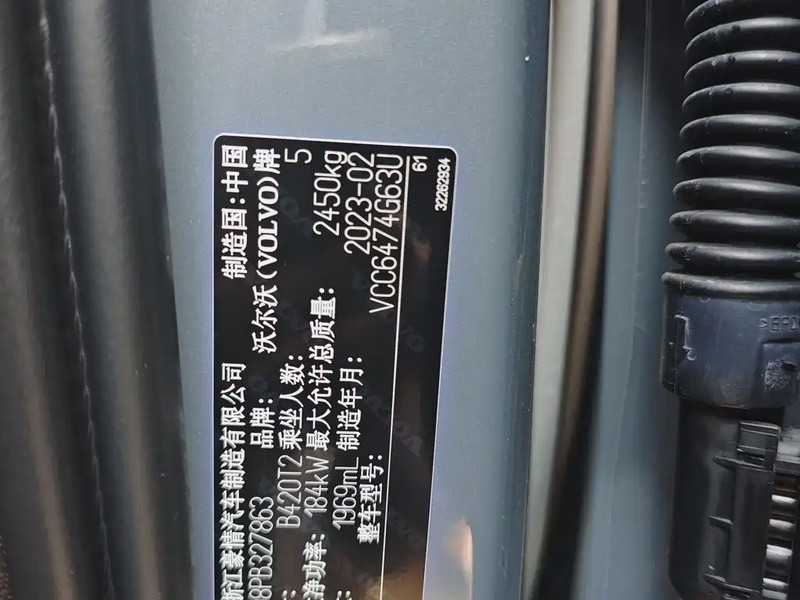 浙江豪情汽车制造有限公司 制造国:中国
8PB327863 品牌: 沃尔沃(VOLVO)牌
B420T2 乘坐人数: 5
净功率: 184kW 最大允许总质量: 2450kg
1969mL 制造年月: 2023-02
整车型号: VCC6474G63U
61
32262934